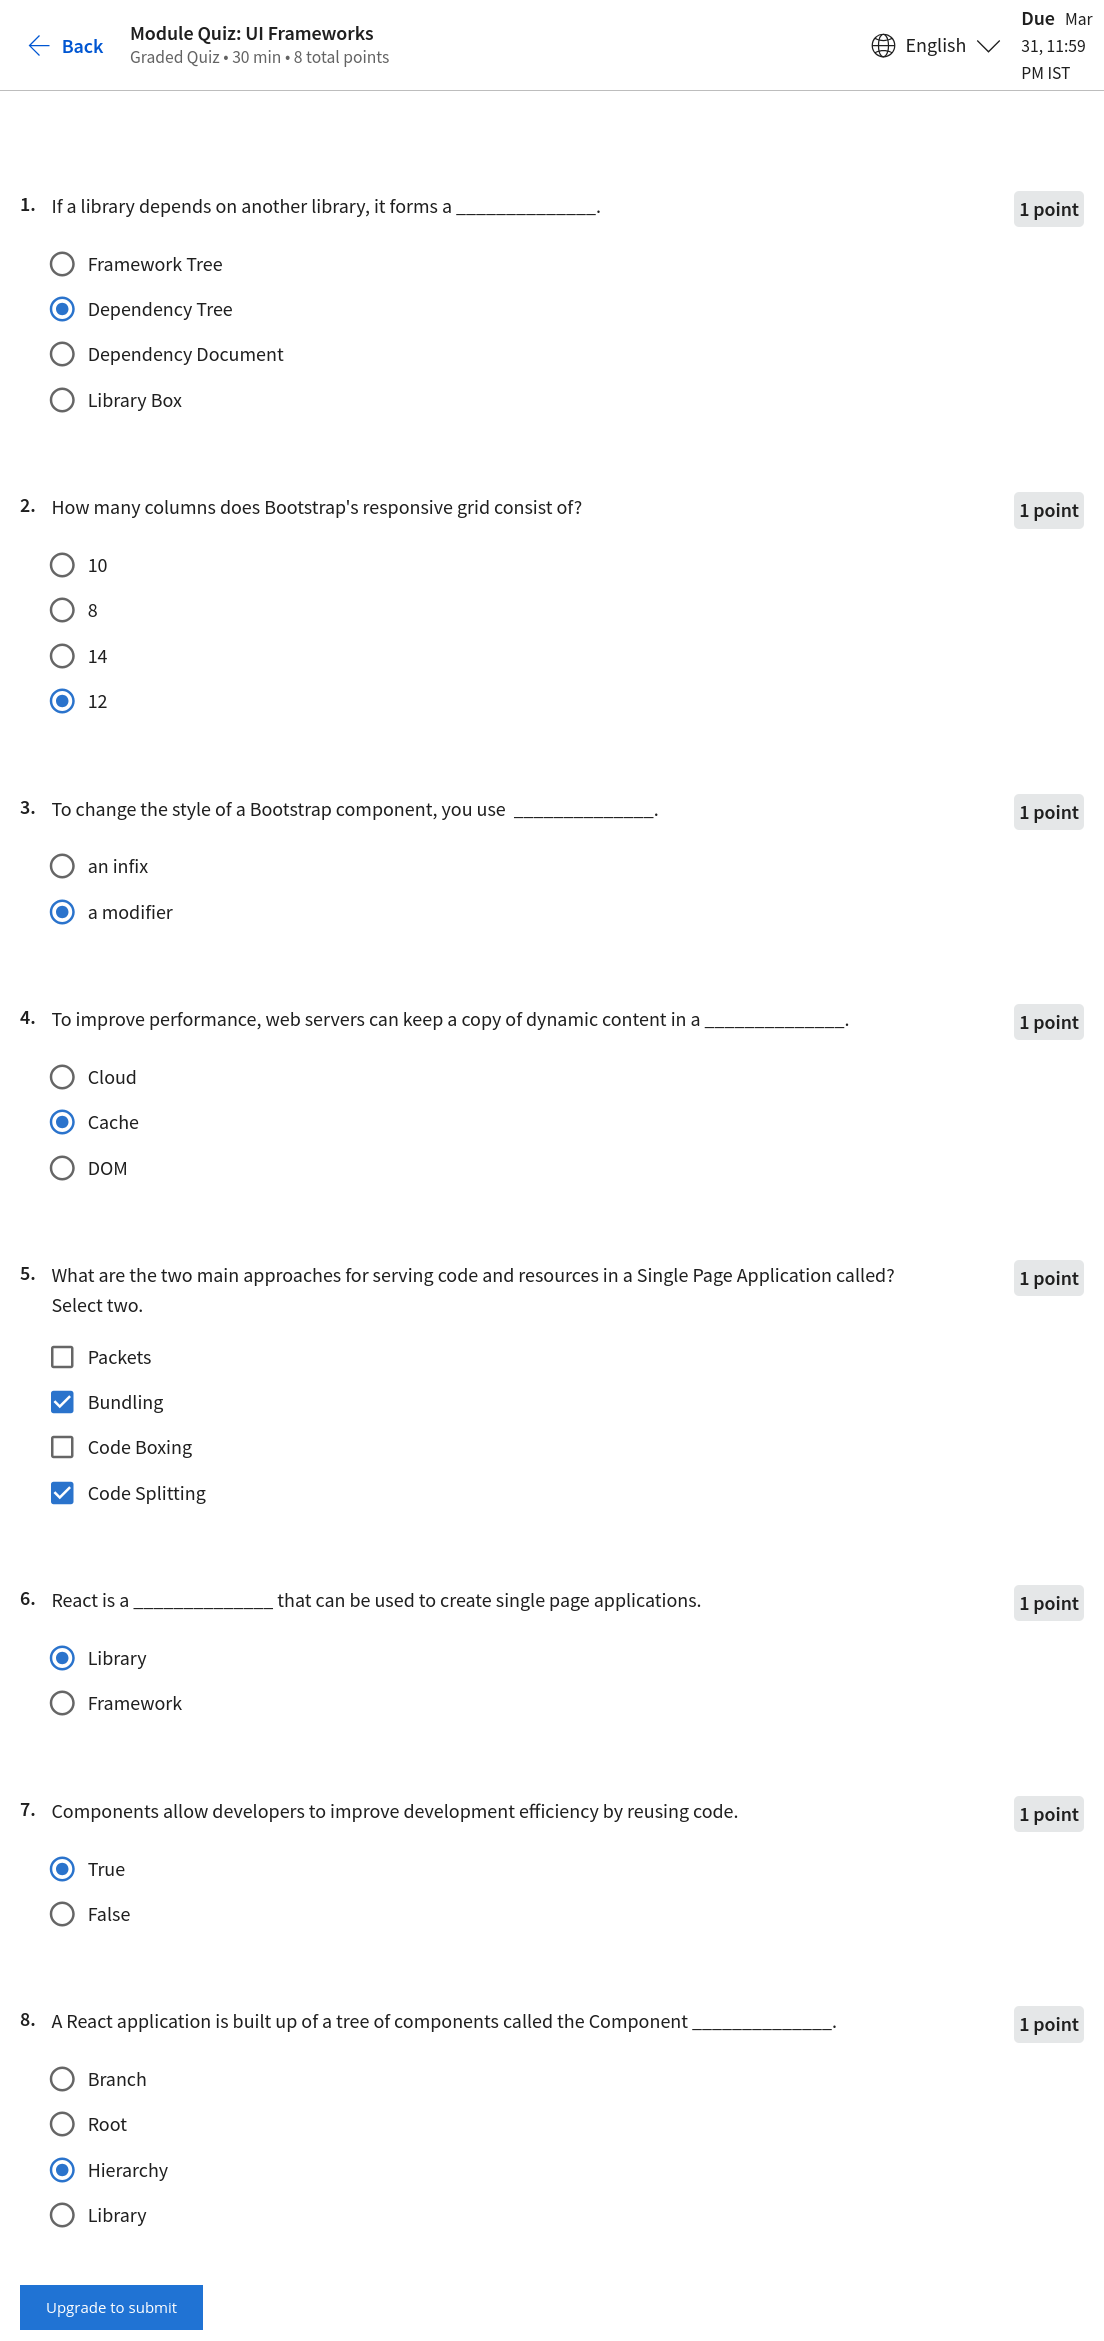 Back
Module Quiz: UI Frameworks
Graded Quiz • 30 min • 8 total points
English
Due Mar
31, 11:59
PM IST
1. If a library depends on another library, it forms a ______________.
1 point
Framework Tree
Dependency Tree
Dependency Document
Library Box
2. How many columns does Bootstrap's responsive grid consist of?
1 point
10
8
14
12
3. To change the style of a Bootstrap component, you use ______________.
1 point
an infix
a modifier
4. To improve performance, web servers can keep a copy of dynamic content in a ______________.
1 point
Cloud
Cache
DOM
5. What are the two main approaches for serving code and resources in a Single Page Application called?
Select two.
1 point
Packets
Bundling
Code Boxing
Code Splitting
6. React is a ______________ that can be used to create single page applications.
1 point
Library
Framework
7. Components allow developers to improve development efficiency by reusing code.
1 point
True
False
8. A React application is built up of a tree of components called the Component ______________.
1 point
Branch
Root
Hierarchy
Library
Upgrade to submit